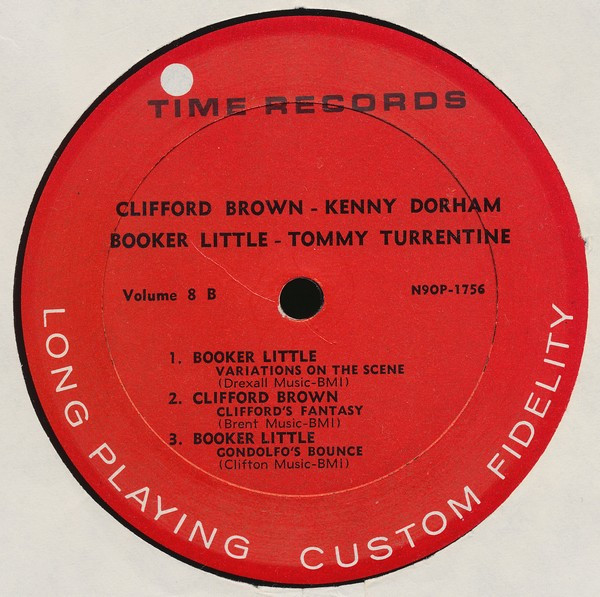 TIME RECORDS
CLIFFORD BROWN - KENNY DORHAM
BOOKER LITTLE - TOMMY TURRENTINE
Volume 8 B
N9OP-1756
1. BOOKER LITTLE
VARIATIONS ON THE SCENE
(Drexall Music-BMI)
2. CLIFFORD BROWN
CLIFFORD'S FANTASY
(Brent Music-BMI)
3. BOOKER LITTLE
GONDOLFO'S BOUNCE
(Clifton Music-BMI)
LONG PLAYING CUSTOM FIDELITY